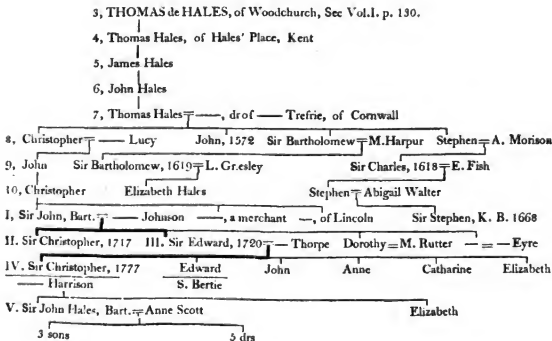 3, THOMAS de HALES, of Woodchurch, See Vol.I. p. 130.
4, Thomas Hales, of Hales' Place, Kent
5, James Hales
6, John Hales
7, Thomas Hales = —, dr of — Trefrie, of Cornwall
8, Christopher = — Lucy John, 1572 Sir Bartholomew = M.Harpur Stephen = A. Morison
9, John Sir Bartholomew, 1619 = L. Gresley Sir Charles, 1618 = E. Fish
10, Christopher Elizabeth Hales Stephen = Abigail Walter
I, Sir John, Bart. = — Johnson —, a merchant —, of Lincoln Sir Stephen, K. B. 1668
II. Sir Christopher, 1717 III. Sir Edward, 1720 = — Thorpe Dorothy = M. Rutter — = — Eyre
IV. Sir Christopher, 1777 Edward John Anne Catharine Elizabeth
— Harrison S. Bertie
V. Sir John Hales, Bart. = Anne Scott Elizabeth
3 sons 5 drs